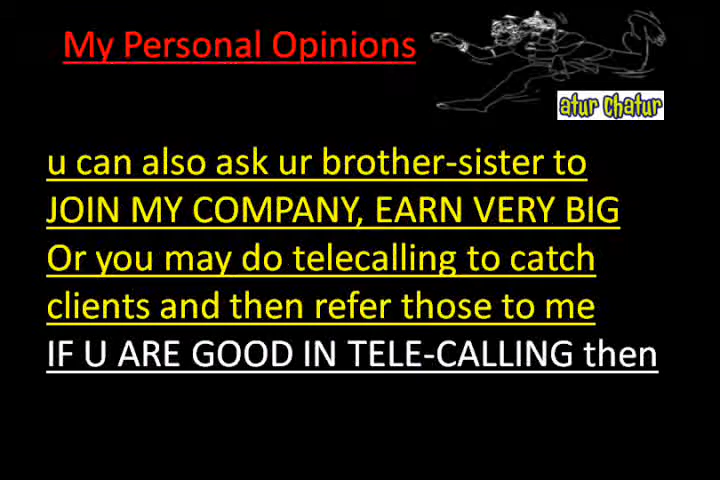 My Personal Opinions
atur chatur
u can also ask ur brother-sister to
JOIN MY COMPANY, EARN VERY BIG
Or you may do telecalling to catch
clients and then refer those to me
IF U ARE GOOD IN TELE-CALLING then